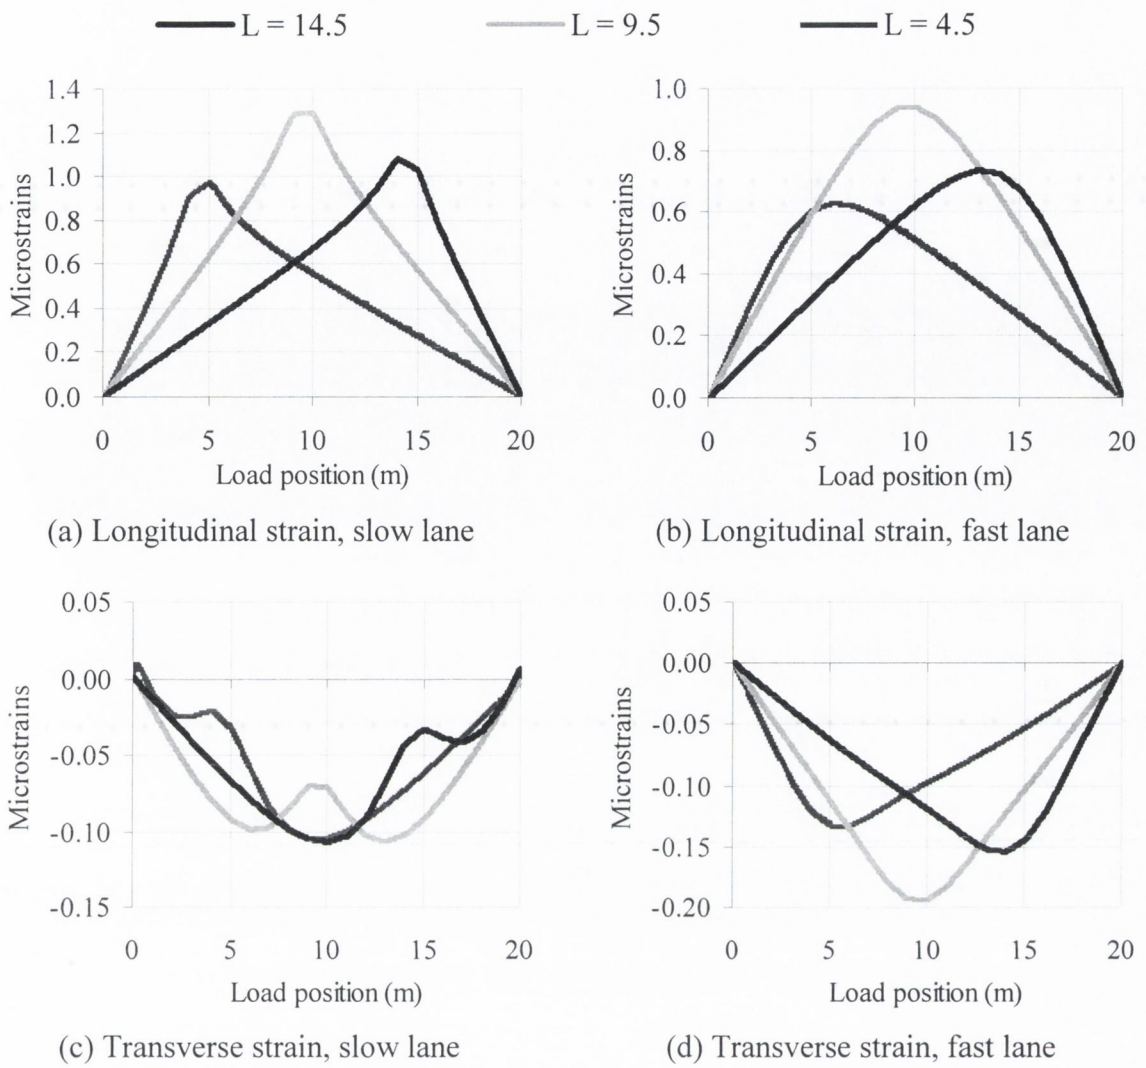 L = 14.5 L = 9.5 L = 4.5
1.4
1.2
1.0
0.8
0.6
0.4
0.2
0.0
Microstrains
0 5 10 15 20
Load position (m)
(a) Longitudinal strain, slow lane
1.0
0.8
0.6
0.4
0.2
0.0
Microstrains
0 5 10 15 20
Load position (m)
(b) Longitudinal strain, fast lane
0.05
0.00
-0.05
-0.10
-0.15
Microstrains
0 5 10 15 20
Load position (m)
(c) Transverse strain, slow lane
0.05
0.00
-0.05
-0.10
-0.15
-0.20
Microstrains
0 5 10 15 20
Load position (m)
(d) Transverse strain, fast lane